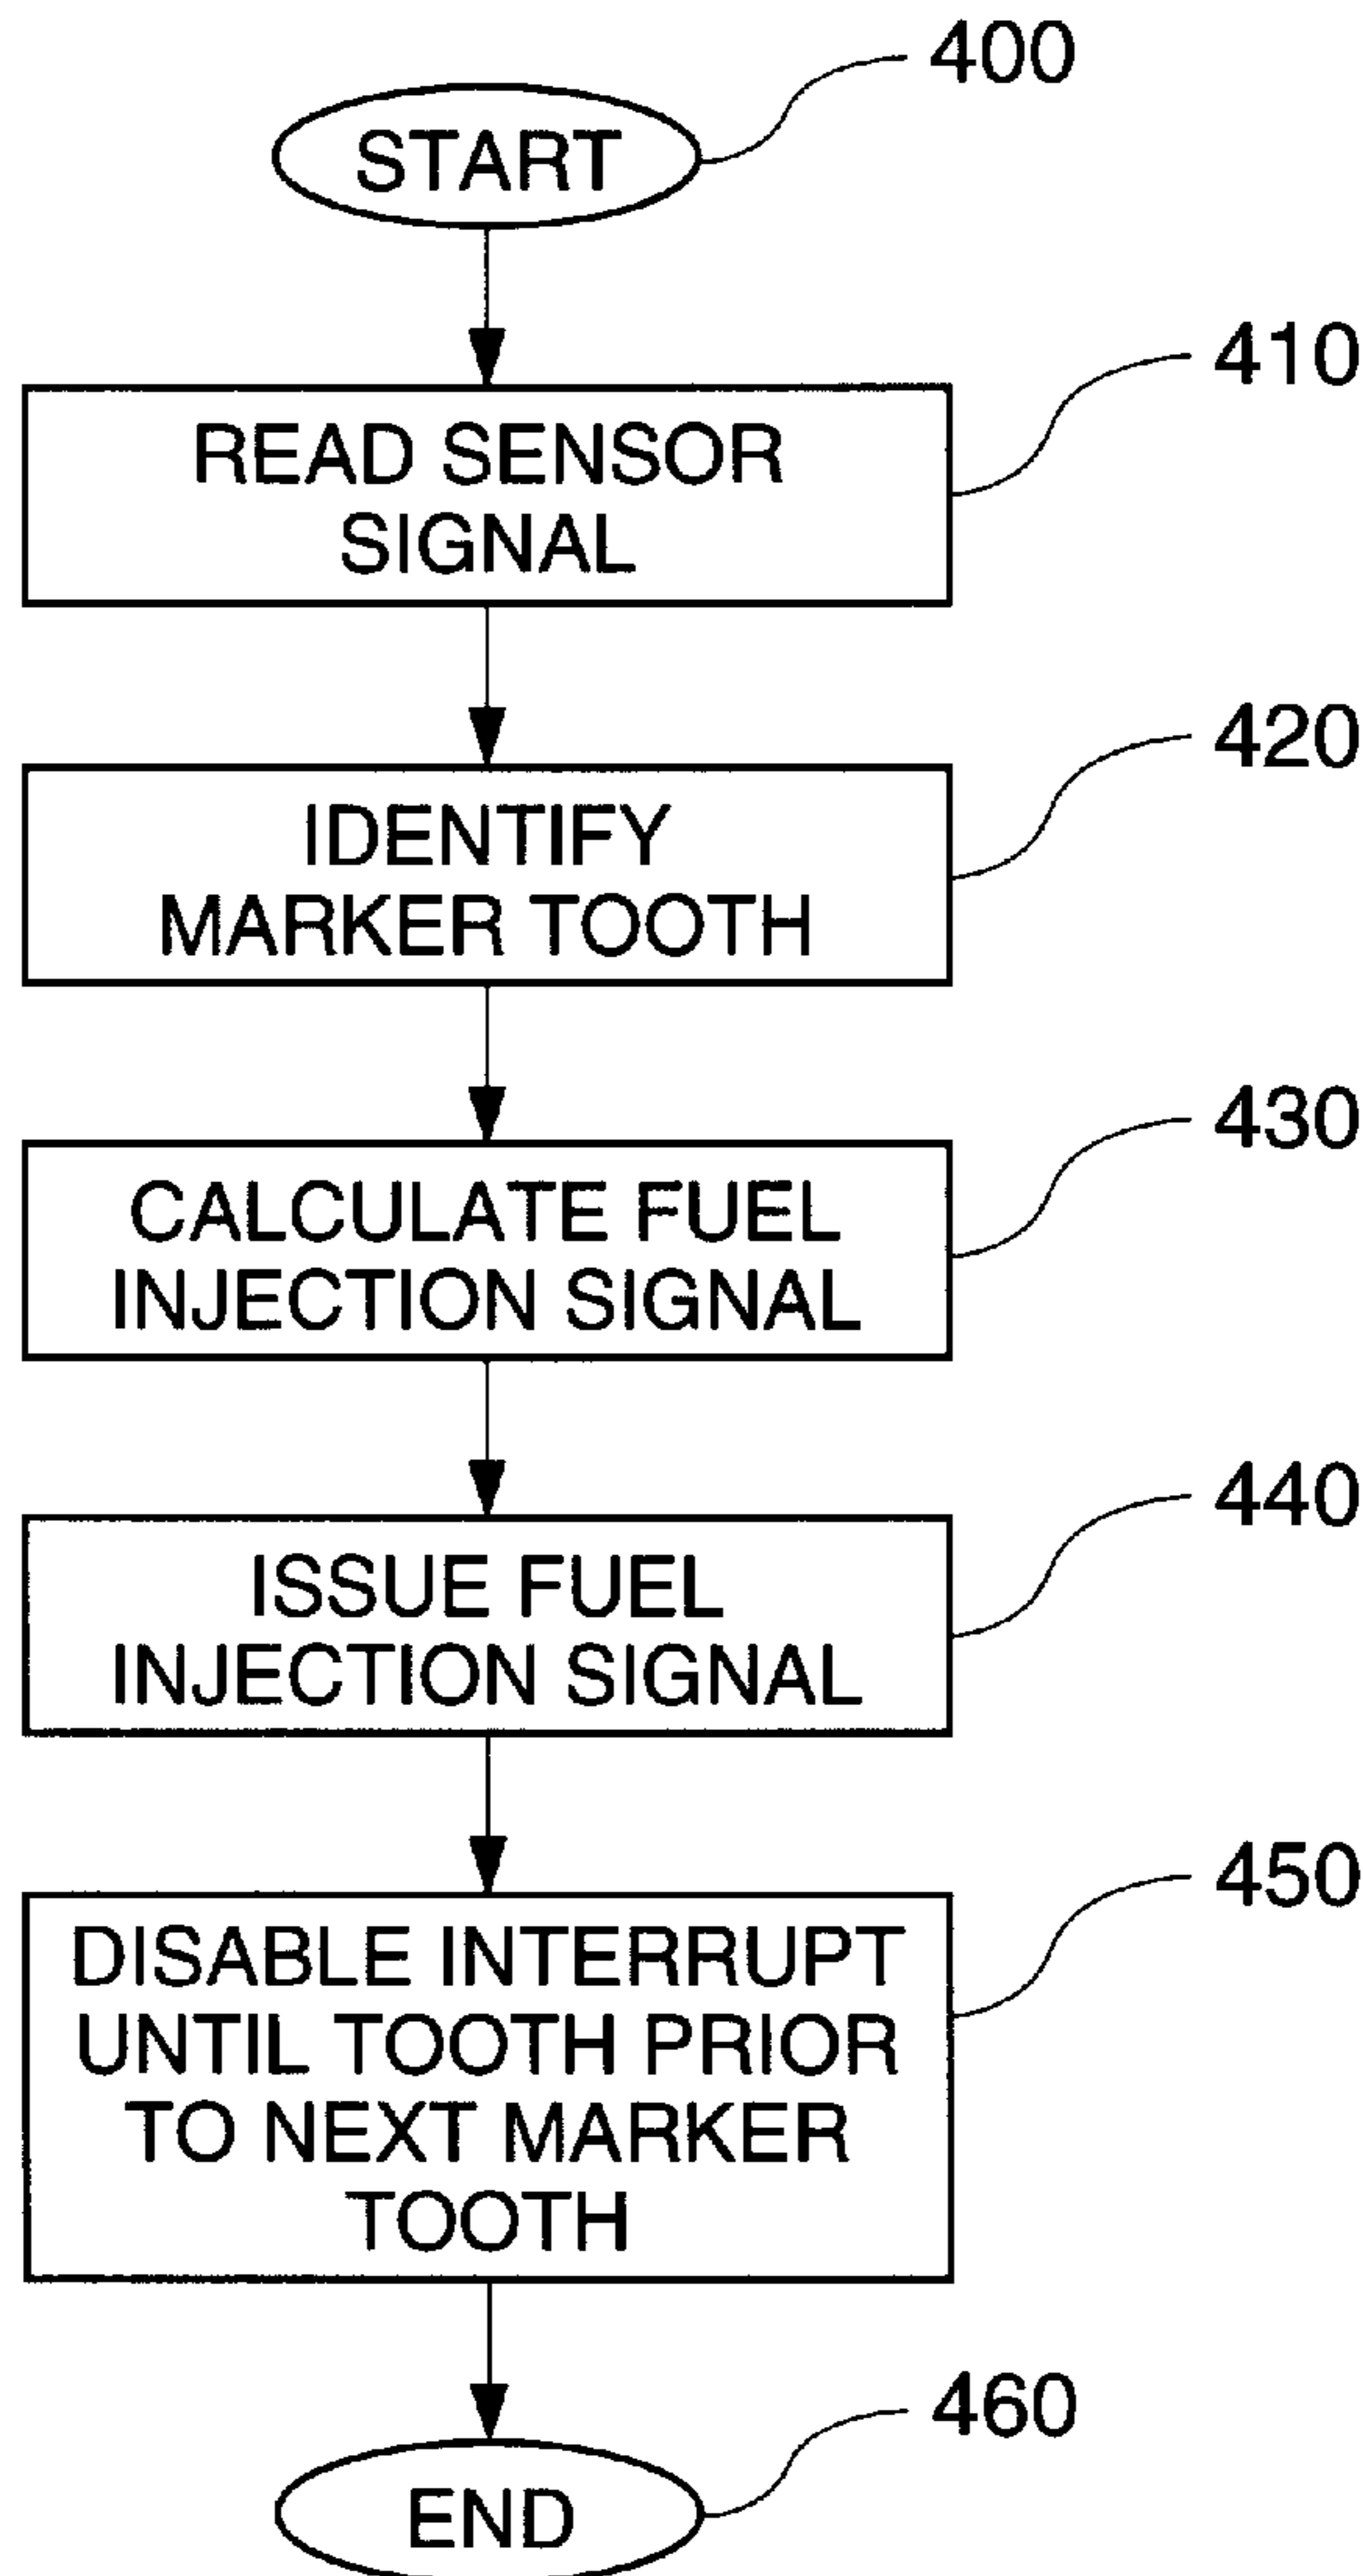 400
START
410
READ SENSOR
SIGNAL
420
IDENTIFY
MARKER TOOTH
430
CALCULATE FUEL
INJECTION SIGNAL
440
ISSUE FUEL
INJECTION SIGNAL
450
DISABLE INTERRUPT
UNTIL TOOTH PRIOR
TO NEXT MARKER
TOOTH
460
END